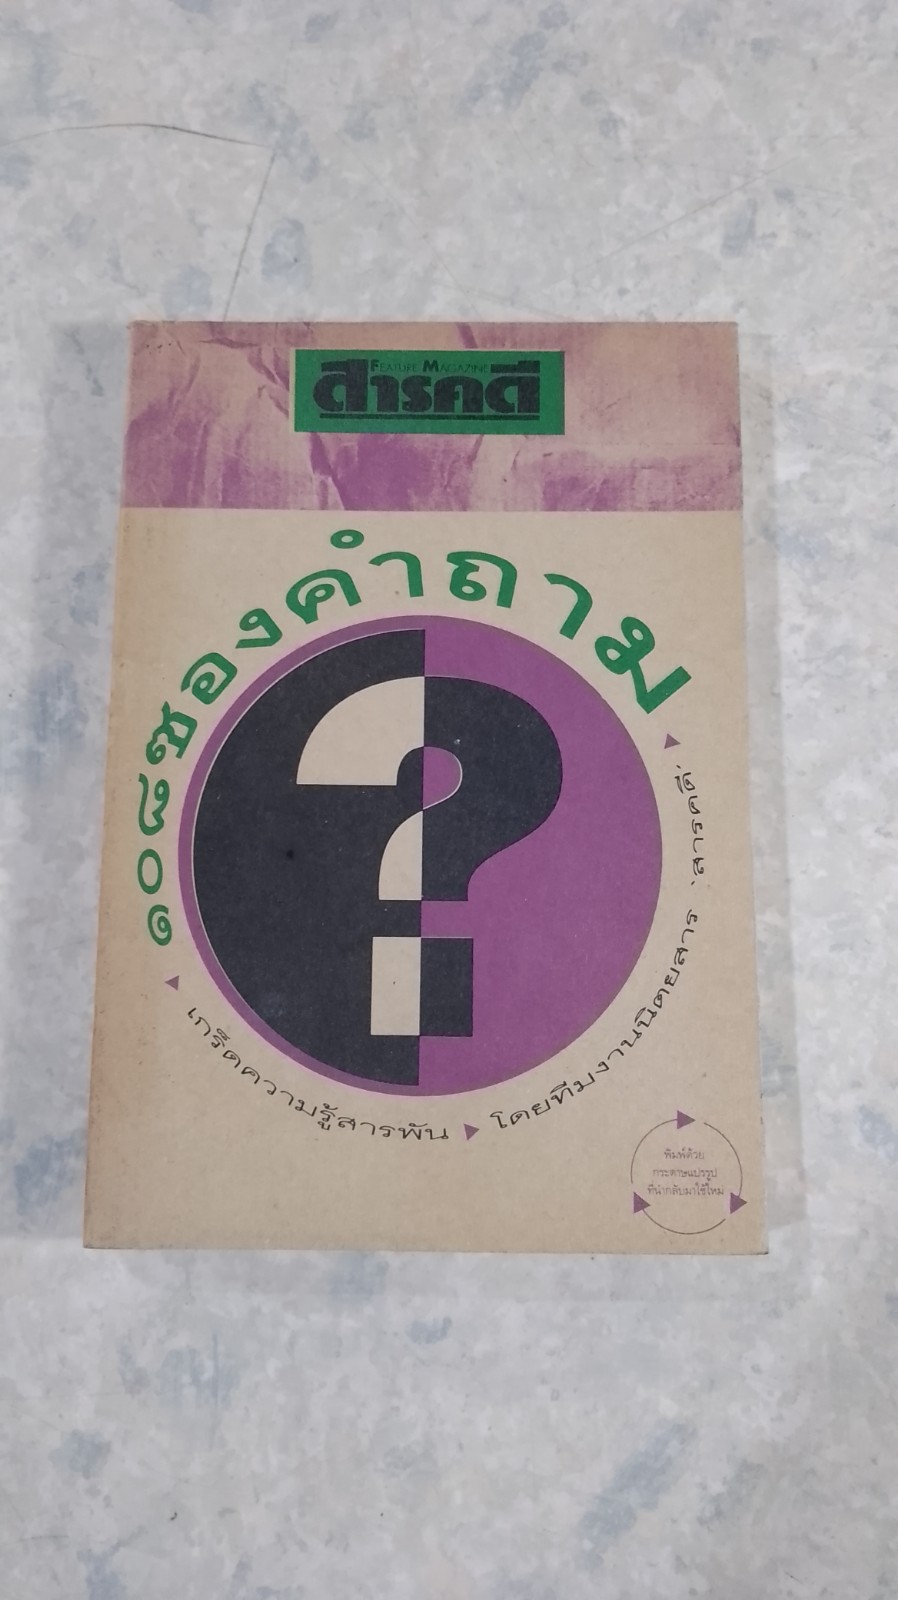 FEATURE MAGAZINE
สารคดี
๑๐๘ซองคำถาม
เกร็ดความรู้สารพัน
โดยทีมงานนิตยสาร 'สารคดี'
พิมพ์ด้วย
กระดาษแปรรูป
ที่นำกลับมาใช้ใหม่